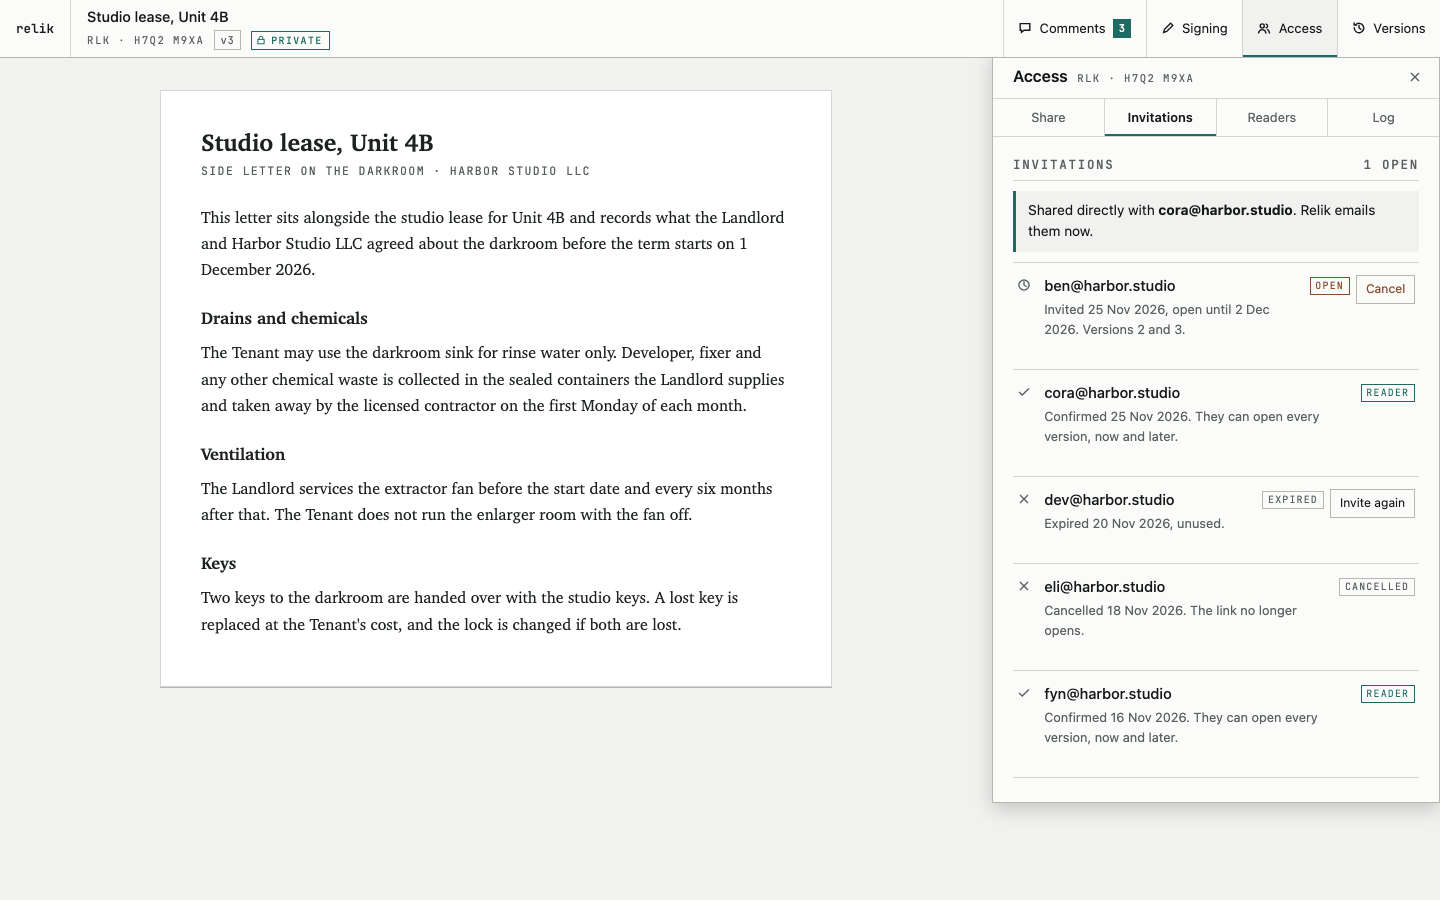 relik
Studio lease, Unit 4B
RLK · H7Q2 M9XA v3 PRIVATE
Comments 3
Signing
Access
Versions
Studio lease, Unit 4B
SIDE LETTER ON THE DARKROOM · HARBOR STUDIO LLC
This letter sits alongside the studio lease for Unit 4B and records what the Landlord
and Harbor Studio LLC agreed about the darkroom before the term starts on 1
December 2026.
Drains and chemicals
The Tenant may use the darkroom sink for rinse water only. Developer, fixer and
any other chemical waste is collected in the sealed containers the Landlord supplies
and taken away by the licensed contractor on the first Monday of each month.
Ventilation
The Landlord services the extractor fan before the start date and every six months
after that. The Tenant does not run the enlarger room with the fan off.
Keys
Two keys to the darkroom are handed over with the studio keys. A lost key is
replaced at the Tenant's cost, and the lock is changed if both are lost.
Access RLK · H7Q2 M9XA
Share
Invitations
Readers
Log
INVITATIONS 1 OPEN
Shared directly with cora@harbor.studio. Relik emails
them now.
ben@harbor.studio OPEN Cancel
Invited 25 Nov 2026, open until 2 Dec
2026. Versions 2 and 3.
cora@harbor.studio READER
Confirmed 25 Nov 2026. They can open every
version, now and later.
dev@harbor.studio EXPIRED Invite again
Expired 20 Nov 2026, unused.
eli@harbor.studio CANCELLED
Cancelled 18 Nov 2026. The link no longer
opens.
fyn@harbor.studio READER
Confirmed 16 Nov 2026. They can open every
version, now and later.